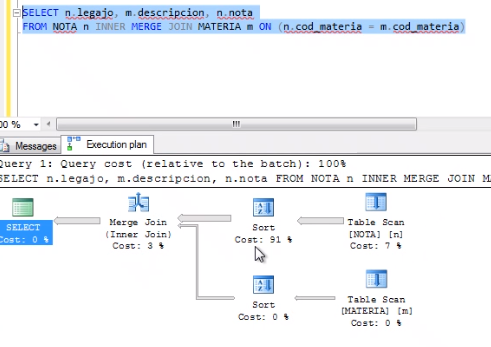 SELECT n.legajo, m.descripcion, n.nota
FROM NOTA n INNER MERGE JOIN MATERIA m ON (n.cod_materia = m.cod_materia)
00 %
Messages
Execution plan
Query 1: Query cost (relative to the batch): 100%
SELECT n.legajo, m.descripcion, n.nota FROM NOTA n INNER MERGE JOIN MA
SELECT
Cost: 0 %
Merge Join
(Inner Join)
Cost: 3 %
Sort
Cost: 91 %
Table Scan
[NOTA] [n]
Cost: 7 %
Sort
Cost: 0 %
Table Scan
[MATERIA] [m]
Cost: 0 %